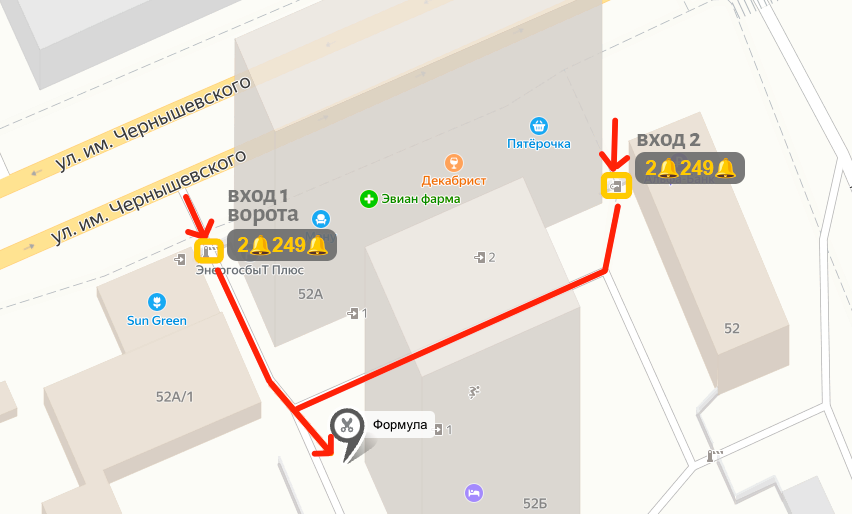 ул. им. Чернышевского
ул. им. Чернышевского
вход 2
2🔔249🔔
Пятёрочка
Декабрист
Эвиан фарма
вход 1
ворота
2🔔249🔔
ЭнергосбыТ Плюс
2
52А
1
Sun Green
52
52А/1
Формула
1
52Б